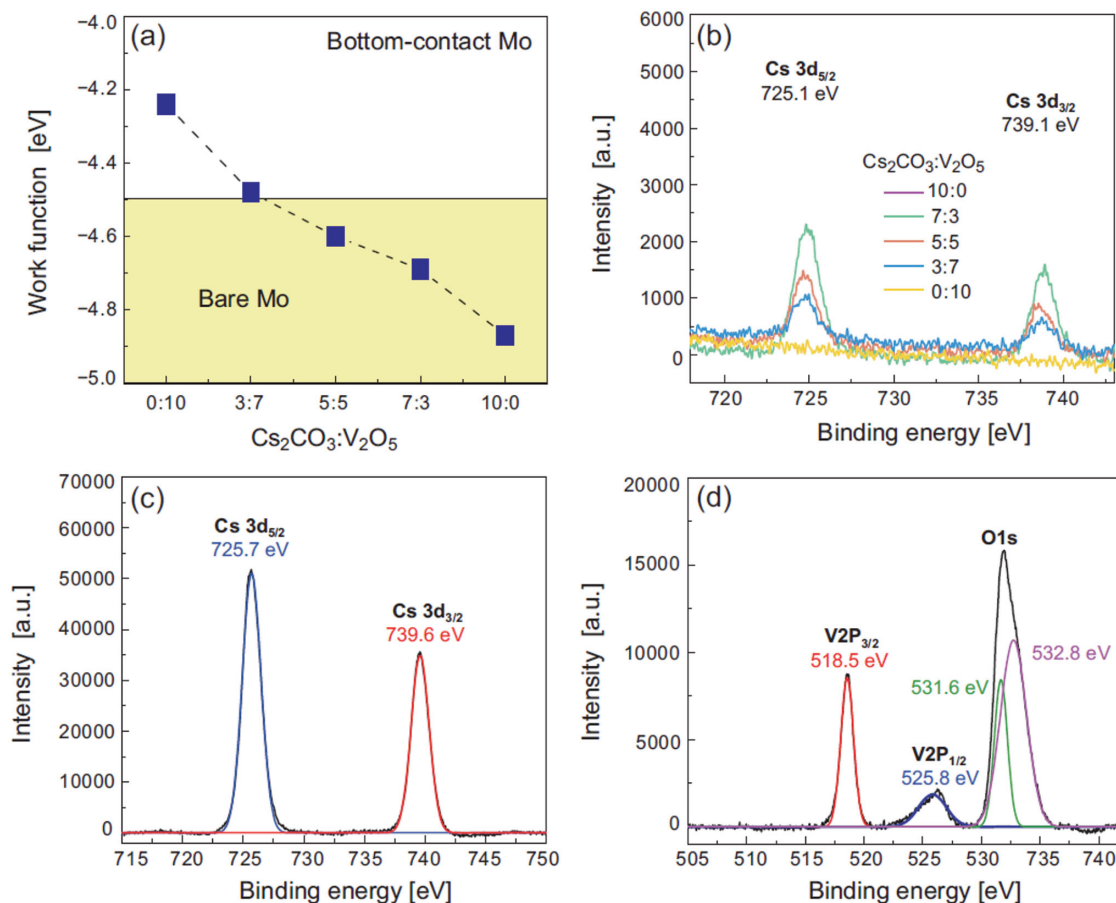 (a)
Bottom-contact Mo
Bare Mo
−4.0
−4.2
−4.4
−4.6
−4.8
−5.0
Work function [eV]
0:10 3:7 5:5 7:3 10:0
Cs₂CO₃:V₂O₅
(b)
Cs 3d₅/₂
725.1 eV
Cs 3d₃/₂
739.1 eV
Cs₂CO₃:V₂O₅
10:0
7:3
5:5
3:7
0:10
6000
5000
4000
3000
2000
1000
0
Intensity [a.u.]
720 725 730 735 740
Binding energy [eV]
(c)
Cs 3d₅/₂
725.7 eV
Cs 3d₃/₂
739.6 eV
70000
60000
50000
40000
30000
20000
10000
0
Intensity [a.u.]
715 720 725 730 735 740 745 750
Binding energy [eV]
(d)
O1s
V2P₃/₂
518.5 eV
532.8 eV
531.6 eV
V2P₁/₂
525.8 eV
20000
15000
10000
5000
0
Intensity [a.u.]
505 510 515 520 525 530 735 740
Binding energy [eV]